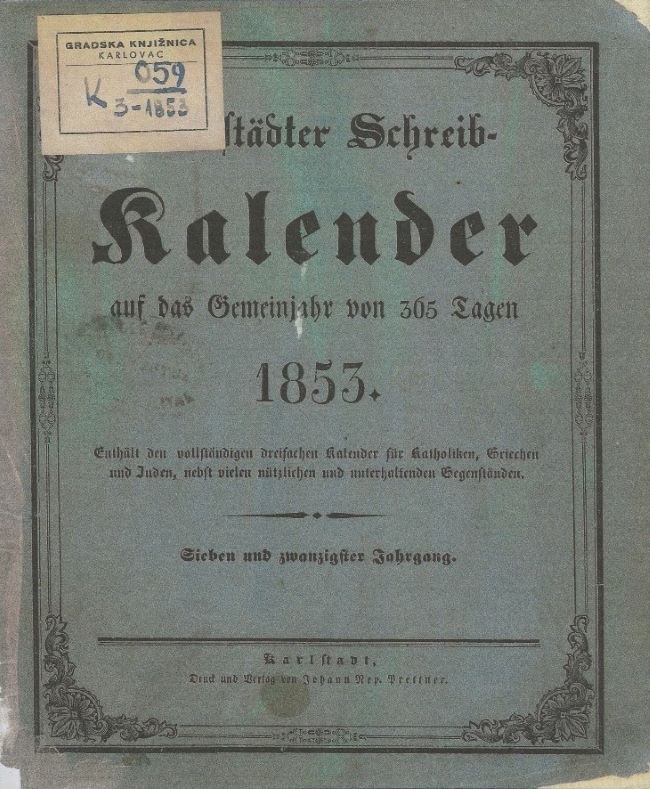 GRADSKA KNJIŽNICA
KARLOVAC
K 059
3-1853
städter Schreib-
Kalender
auf das Gemeinjahr von 365 Tagen
1853.
Enthält den vollständigen dreifachen Kalender für Katholiken, Griechen
und Juden, nebst vielen nützlichen und unterhaltenden Gegenständen.
Sieben und zwanzigster Jahrgang.
Karlstadt,
Druck und Verlag von Johann Nep. Prettner.